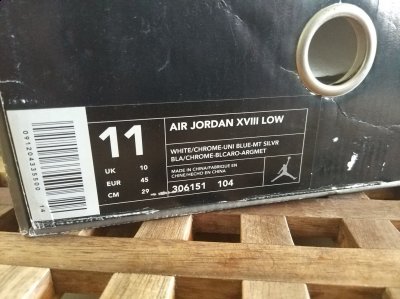 AIR JORDAN XVIII LOW
11
UK 10
EUR 45
CM 29
WHITE/CHROME-UNI BLUE-MT SILVR
BLA/CHROME-BLCARO-ARGMET
MADE IN CHINA/FABRIQUE EN
CHINE/HECHO EN CHINA
306151 104